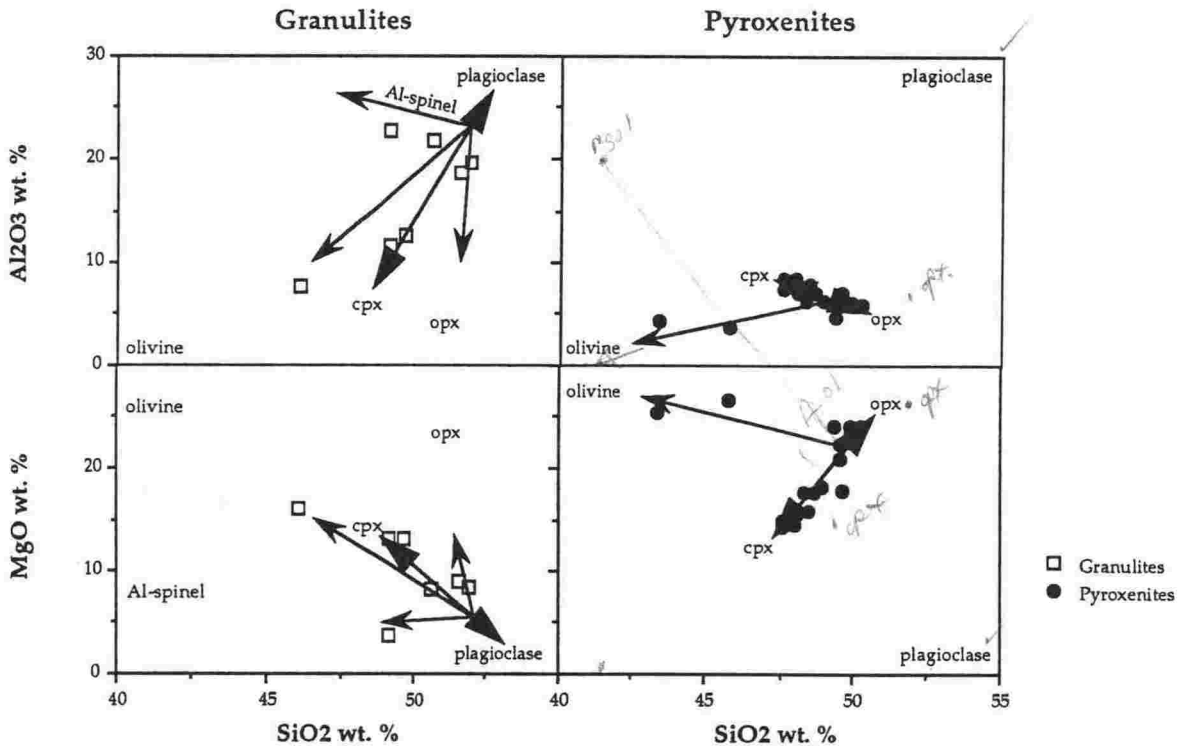 Granulites
Pyroxenites
Al2O3 wt. %
30
20
10
0
plagioclase
Al-spinel
cpx
opx
olivine
plagioclase
cpx
opx
olivine
MgO wt. %
20
10
0
olivine
opx
cpx
Al-spinel
plagioclase
olivine
opx
cpx
plagioclase
40
45
50
40
45
50
55
SiO2 wt. %
SiO2 wt. %
Granulites
Pyroxenites